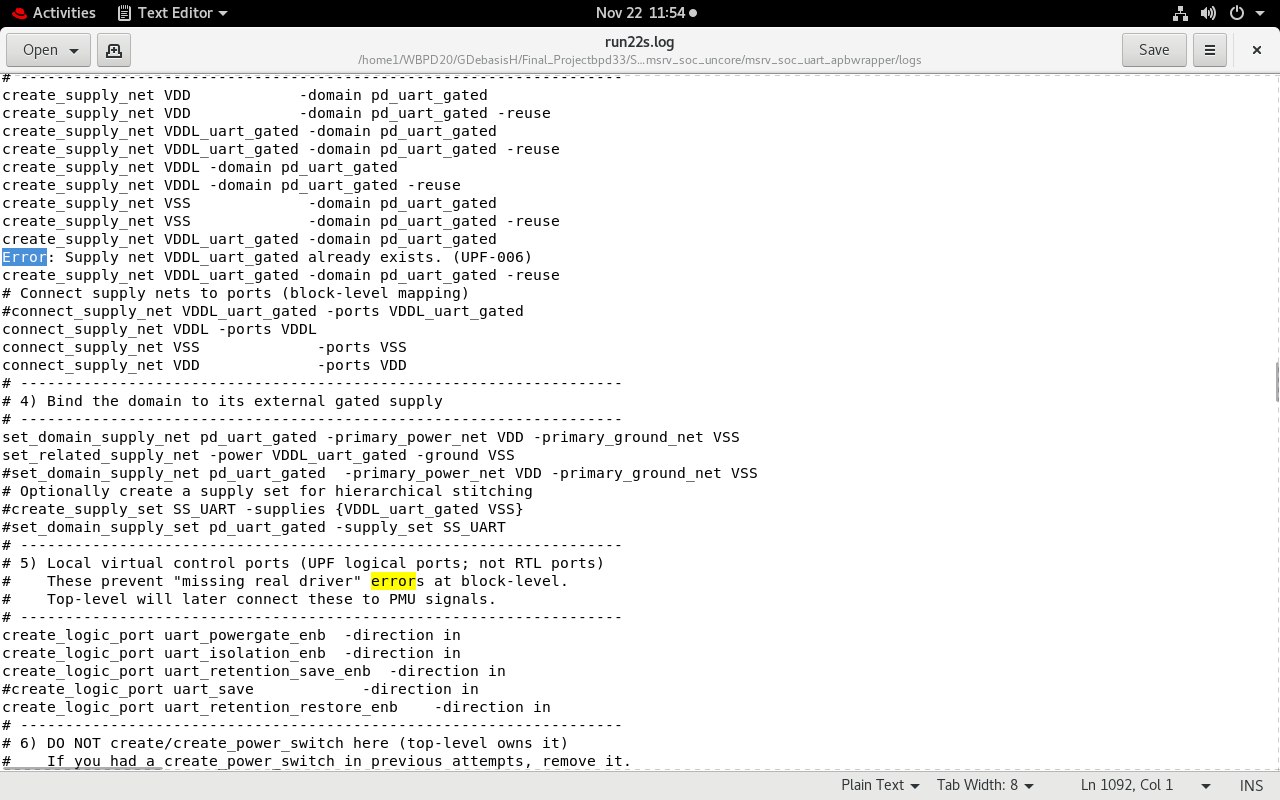 Activities Text Editor Nov 22 11:54
Open run22s.log Save
/home1/WBPD20/GDebasisH/Final_Projectbpd33/S…msrv_soc_uncore/msrv_soc_uart_apbwrapper/logs
# -------------------------------------------------------------------
create_supply_net VDD            -domain pd_uart_gated
create_supply_net VDD            -domain pd_uart_gated -reuse
create_supply_net VDDL_uart_gated -domain pd_uart_gated
create_supply_net VDDL_uart_gated -domain pd_uart_gated -reuse
create_supply_net VDDL -domain pd_uart_gated
create_supply_net VDDL -domain pd_uart_gated -reuse
create_supply_net VSS             -domain pd_uart_gated
create_supply_net VSS             -domain pd_uart_gated -reuse
create_supply_net VDDL_uart_gated -domain pd_uart_gated
Error: Supply net VDDL_uart_gated already exists. (UPF-006)
create_supply_net VDDL_uart_gated -domain pd_uart_gated -reuse
# Connect supply nets to ports (block-level mapping)
#connect_supply_net VDDL_uart_gated -ports VDDL_uart_gated
connect_supply_net VDDL -ports VDDL
connect_supply_net VSS             -ports VSS
connect_supply_net VDD             -ports VDD
# -------------------------------------------------------------------
# 4) Bind the domain to its external gated supply
# -------------------------------------------------------------------
set_domain_supply_net pd_uart_gated -primary_power_net VDD -primary_ground_net VSS
set_related_supply_net -power VDDL_uart_gated -ground VSS
#set_domain_supply_net pd_uart_gated  -primary_power_net VDD -primary_ground_net VSS
# Optionally create a supply set for hierarchical stitching
#create_supply_set SS_UART -supplies {VDDL_uart_gated VSS}
#set_domain_supply_set pd_uart_gated -supply_set SS_UART
# -------------------------------------------------------------------
# 5) Local virtual control ports (UPF logical ports; not RTL ports)
#    These prevent "missing real driver" errors at block-level.
#    Top-level will later connect these to PMU signals.
# -------------------------------------------------------------------
create_logic_port uart_powergate_enb  -direction in
create_logic_port uart_isolation_enb  -direction in
create_logic_port uart_retention_save_enb  -direction in
#create_logic_port uart_save            -direction in
create_logic_port uart_retention_restore_enb    -direction in
# -------------------------------------------------------------------
# 6) DO NOT create/create_power_switch here (top-level owns it)
#    If you had a create_power_switch in previous attempts, remove it.
Plain Text Tab Width: 8 Ln 1092, Col 1 INS